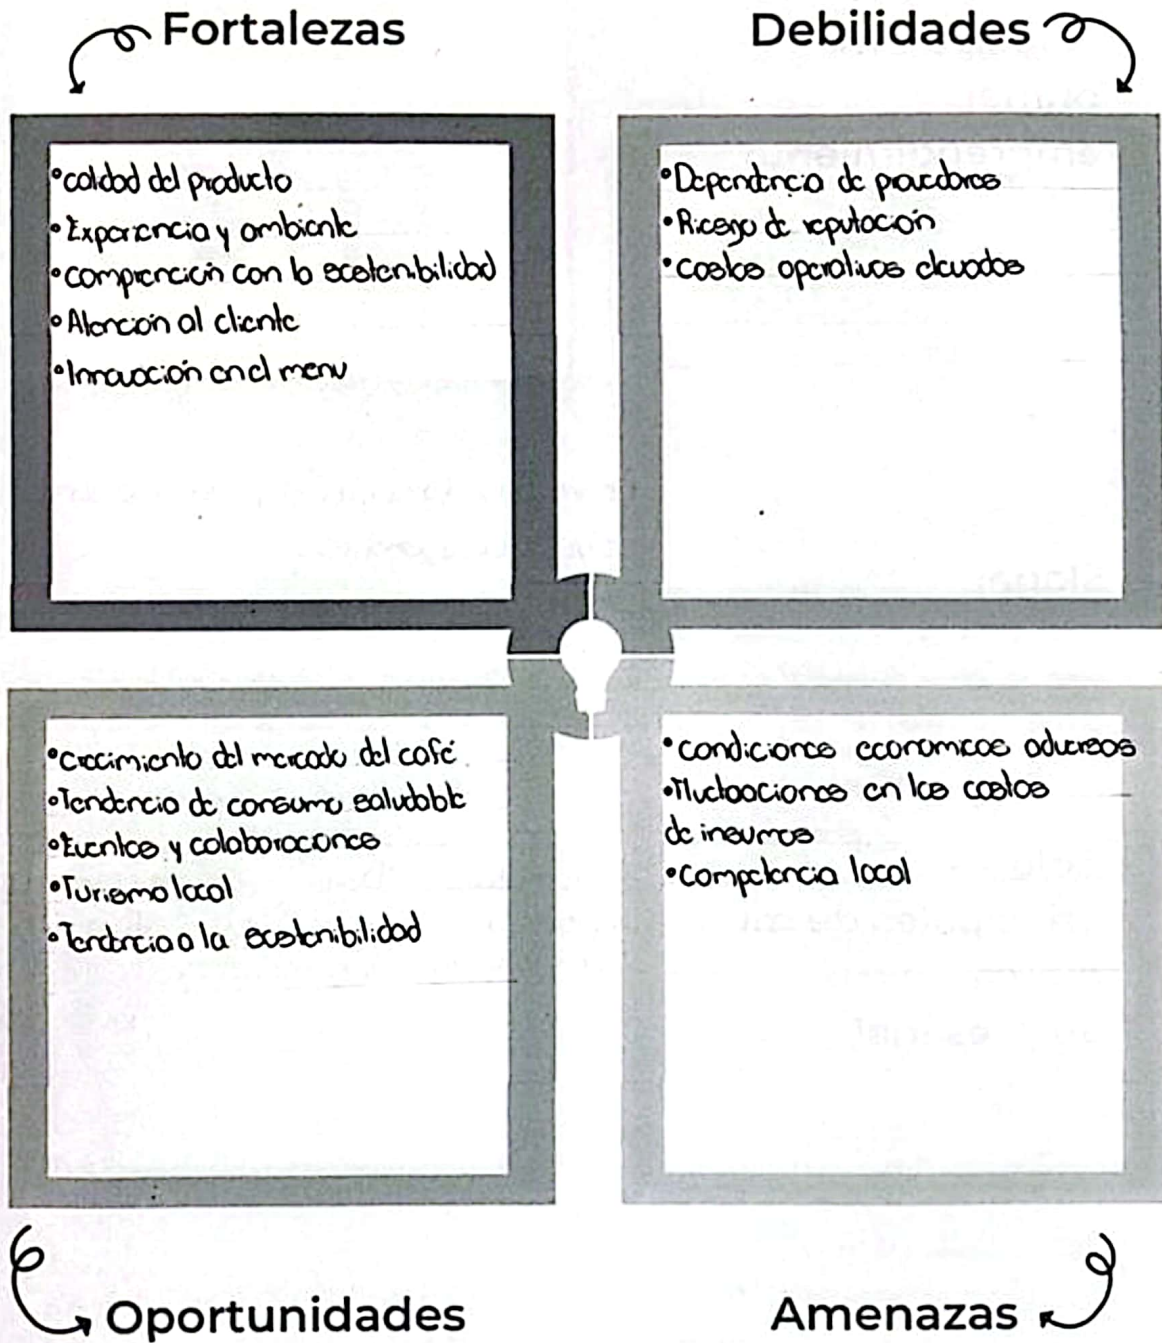 Fortalezas
•calidad del producto
•Experiencia y ambiente
•comprención con la sostenibilidad
•Atención al cliente
•Innovación en el menu
Debilidades
•Dependencia de proveedores
•Riesgo de reputación
•costos operativos elevados
•crecimiento del mercado del café
•Tendencia de consumo saludable
•Eventos y colaboraciones
•Turismo local
•Tendencia a la sostenibilidad
Oportunidades
•condiciones economicas adversas
•Fluctuaciones en los costos
de insumos
•Competencia local
Amenazas